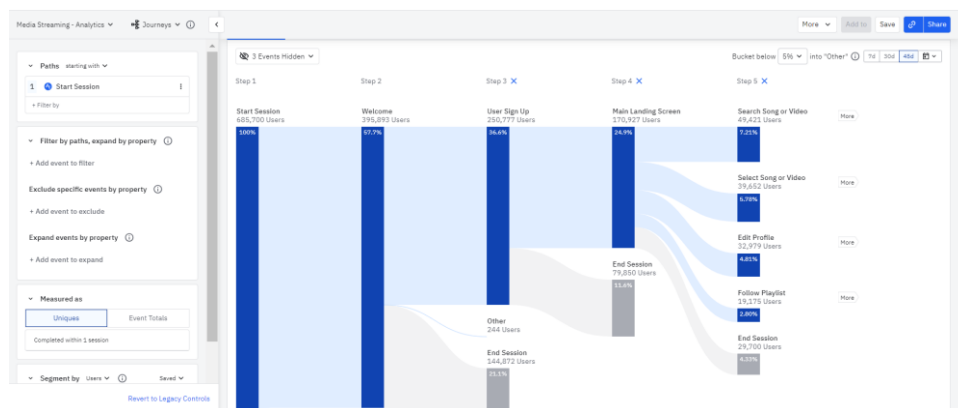 Media Streaming - Analytics
Journeys
More
Add to
Save
Share
Paths starting with
1 Start Session
+ Filter by
Filter by paths, expand by property
+ Add event to filter
Exclude specific events by property
+ Add event to exclude
Expand events by property
+ Add event to expand
Measured as
Uniques
Event Totals
Completed within 1 session
Segment by Users
Saved
Revert to Legacy Controls
3 Events Hidden
Bucket below 5% into "Other"
7d 30d
Step 1
Step 2
Step 3
Step 4
Step 5
Start Session
685,700 Users
100%
Welcome
395,893 Users
57.7%
User Sign Up
250,777 Users
36.6%
Other
244 Users
End Session
144,872 Users
21.1%
Main Landing Screen
170,927 Users
24.9%
End Session
79,850 Users
11.6%
Search Song or Video
49,421 Users
7.21%
More
Select Song or Video
39,652 Users
5.78%
More
Edit Profile
32,979 Users
4.81%
More
Follow Playlist
19,175 Users
2.80%
More
End Session
29,700 Users
4.33%